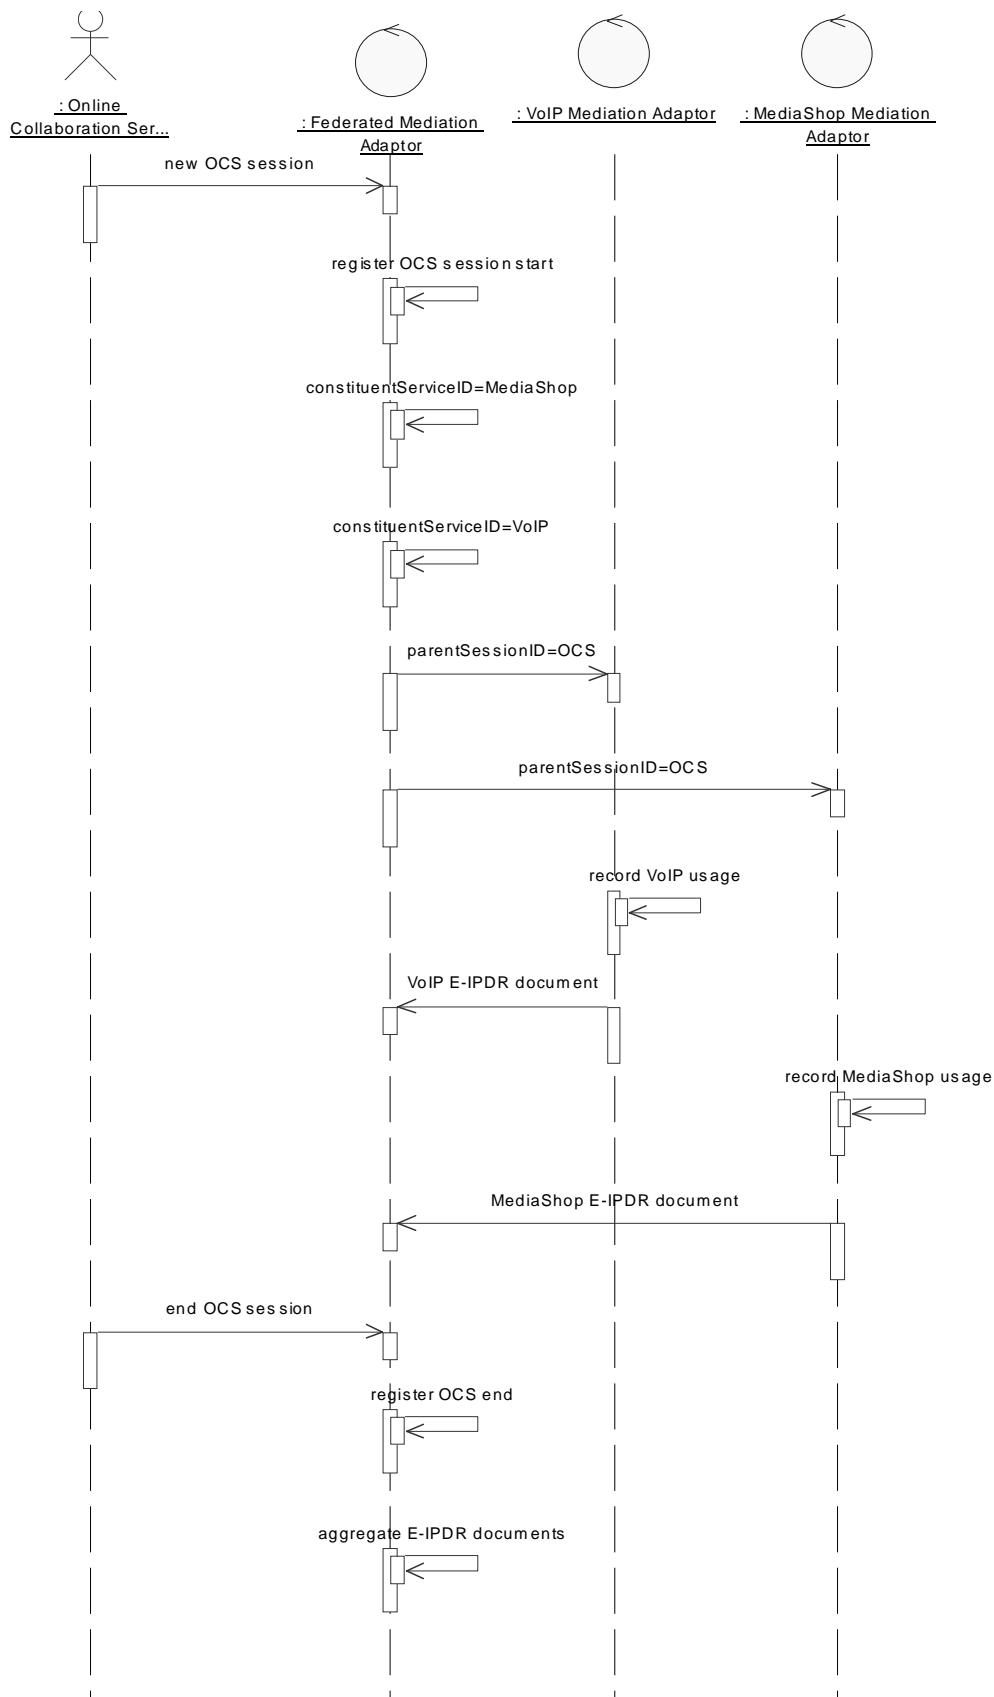 : Online
Collaboration Ser...
: Federated Mediation
Adaptor
: VoIP Mediation Adaptor
: MediaShop Mediation
Adaptor
new OCS session
register OCS session start
constituentServiceID=MediaShop
constituentServiceID=VoIP
parentSessionID=OCS
parentSessionID=OCS
record VoIP usage
VoIP E-IPDR document
record MediaShop usage
MediaShop E-IPDR document
end OCS session
register OCS end
aggregate E-IPDR documents